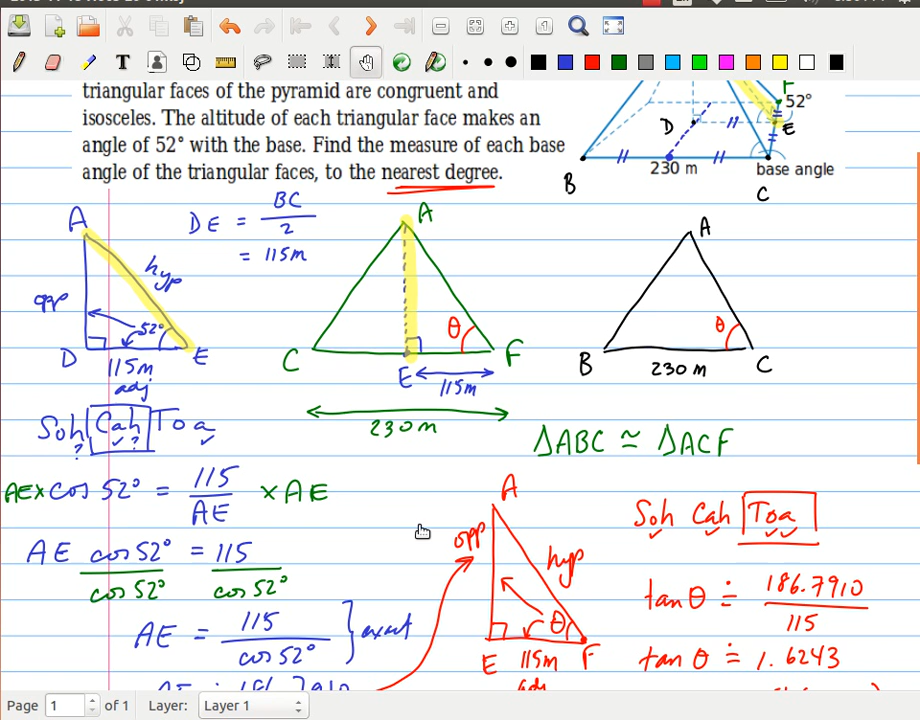 triangular faces of the pyramid are congruent and
isosceles. The altitude of each triangular face makes an
angle of 52° with the base. Find the measure of each base
angle of the triangular faces, to the nearest degree.
F
52°
D
E
230 m
base angle
B
C
A
DE = BC/2
= 115m
hyp
opp
52°
D
115m
E
adj
A
θ
C
E
F
115m
230m
A
θ
B
230m
C
Soh Cah Toa
? ?
AE × cos 52° = 115/AE × AE
ΔABC ≅ ΔACF
AE cos 52° / cos 52° = 115 / cos 52°
AE = 115 / cos 52° } exact
A
opp
hyp
θ
E 115m F
adj
Soh Cah Toa
tan θ ≐ 186.7910 / 115
tan θ ≐ 1.6243
Page 1 of 1 Layer: Layer 1